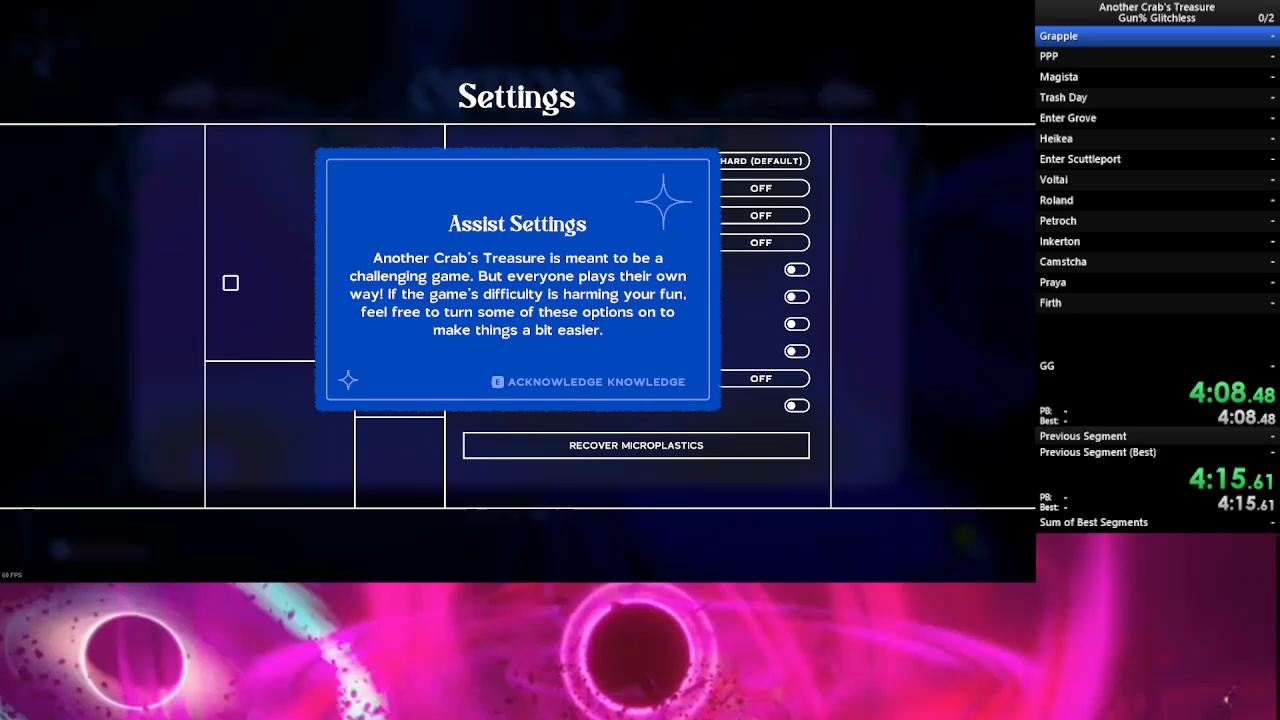 Settings
HARD (DEFAULT)
OFF
OFF
OFF
Assist Settings
Another Crab's Treasure is meant to be a
challenging game. But everyone plays their own
way! If the game's difficulty is harming your fun,
feel free to turn some of these options on to
make things a bit easier.
E ACKNOWLEDGE KNOWLEDGE
OFF
RECOVER MICROPLASTICS
60 FPS
Another Crab's Treasure
Gun% Glitchless 0/2
Grapple -
PPP -
Magista -
Trash Day -
Enter Grove -
Heikea -
Enter Scuttleport -
Voltai -
Roland -
Petroch -
Inkerton -
Camstcha -
Praya -
Firth -
GG -
4:08.48
PB: -
Best: - 4:08.48
Previous Segment -
Previous Segment (Best) -
4:15.61
PB: -
Best: - 4:15.61
Sum of Best Segments -